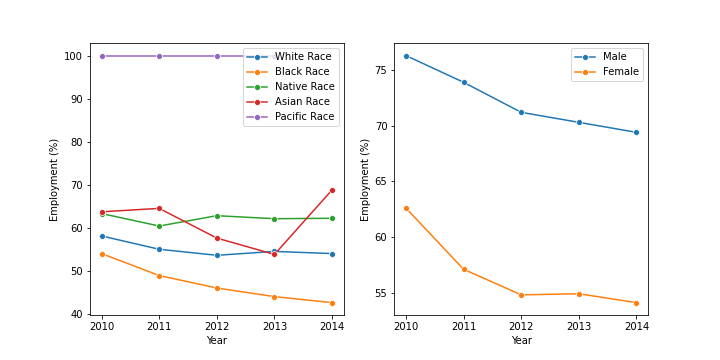 100
90
80
70
60
50
40
Employment (%)
2010 2011 2012 2013 2014
Year
White Race
Black Race
Native Race
Asian Race
Pacific Race
75
70
65
60
55
Employment (%)
2010 2011 2012 2013 2014
Year
Male
Female